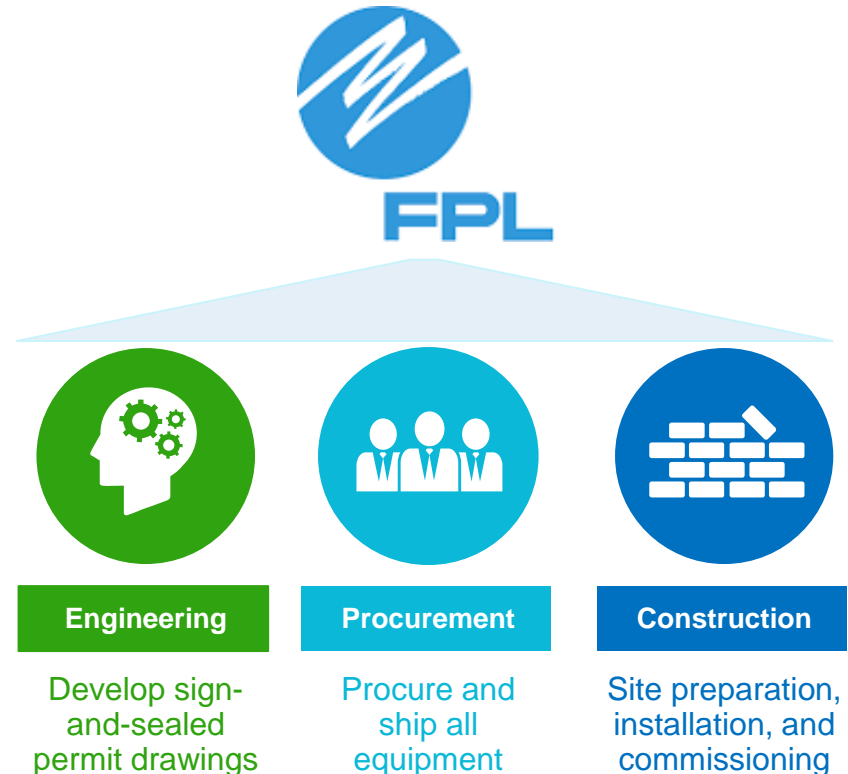 FPL
Engineering
Develop sign-
and-sealed
permit drawings
Procurement
Procure and
ship all
equipment
Construction
Site preparation,
installation, and
commissioning